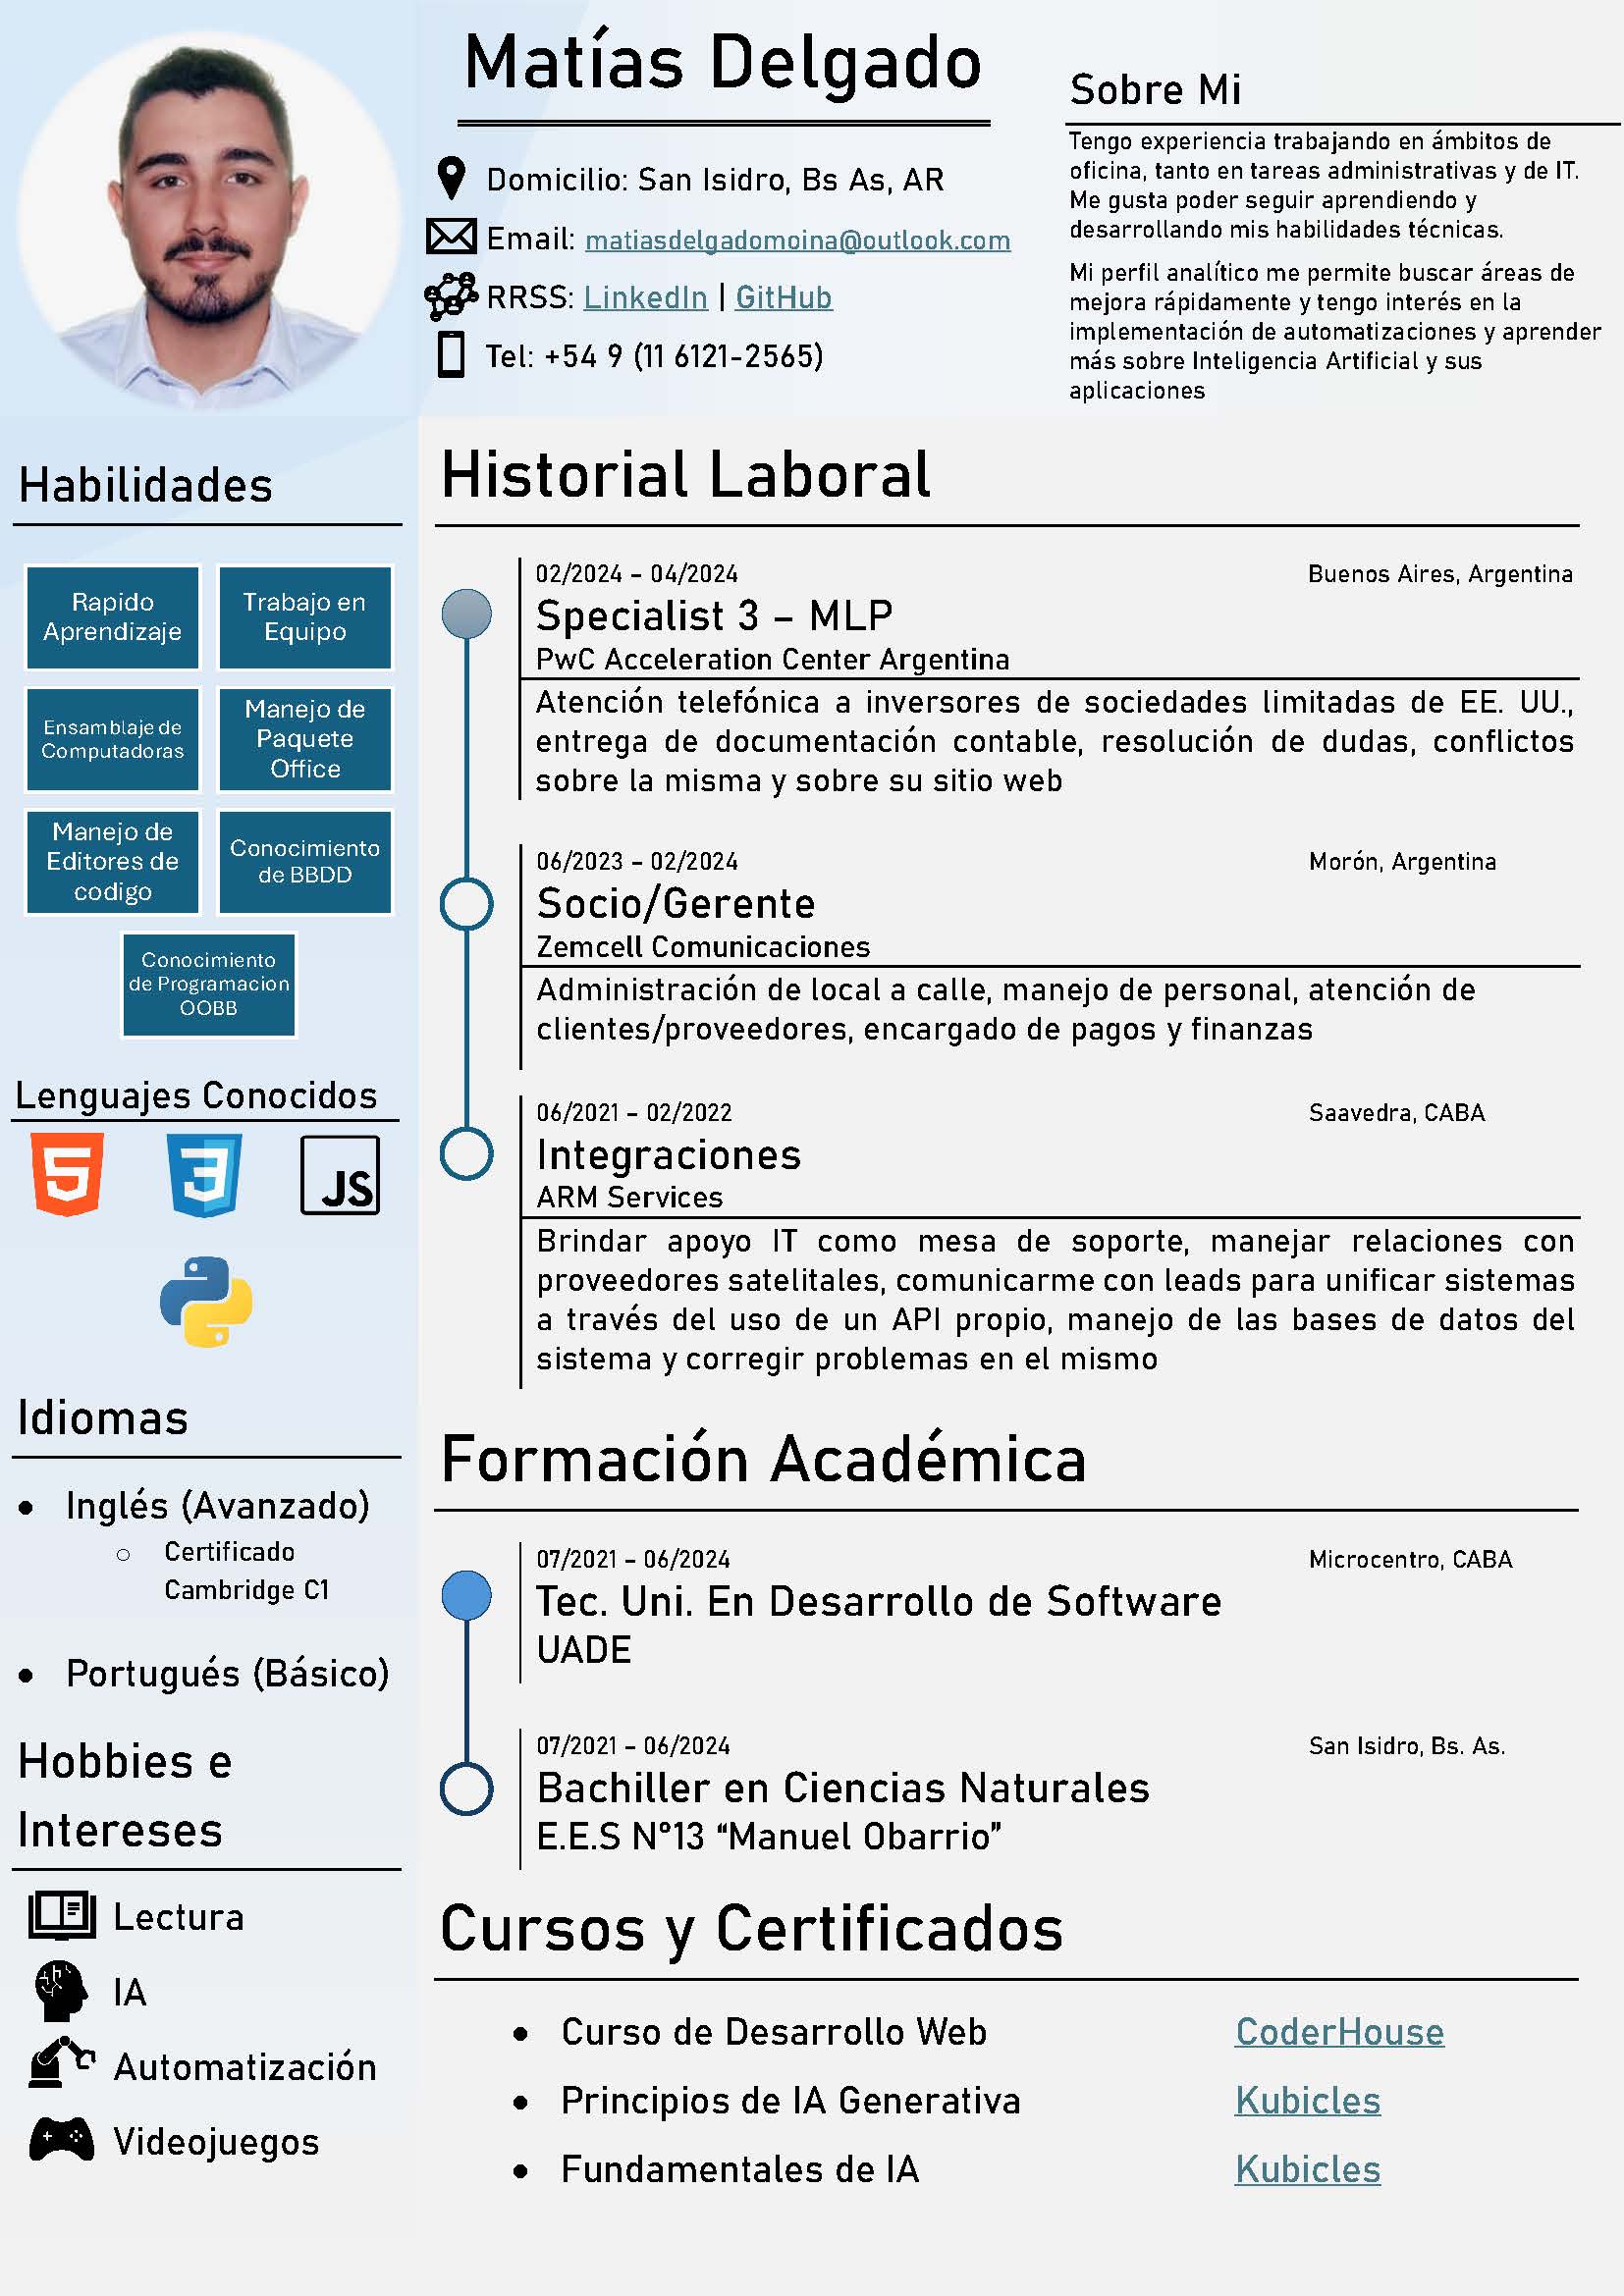 Matías Delgado
Domicilio: San Isidro, Bs As, AR
Email: matiasdelgadomoina@outlook.com
RRSS: LinkedIn | GitHub
Tel: +54 9 (11 6121-2565)
Sobre Mi
Tengo experiencia trabajando en ámbitos de
oficina, tanto en tareas administrativas y de IT.
Me gusta poder seguir aprendiendo y
desarrollando mis habilidades técnicas.
Mi perfil analítico me permite buscar áreas de
mejora rápidamente y tengo interés en la
implementación de automatizaciones y aprender
más sobre Inteligencia Artificial y sus
aplicaciones
Habilidades
Rapido
Aprendizaje
Trabajo en
Equipo
Ensamblaje de
Computadoras
Manejo de
Paquete
Office
Manejo de
Editores de
codigo
Conocimiento
de BBDD
Conocimiento
de Programacion
OOBB
Lenguajes Conocidos
5
3
JS
Idiomas
• Inglés (Avanzado)
o Certificado
Cambridge C1
• Portugués (Básico)
Hobbies e
Intereses
Lectura
IA
Automatización
Videojuegos
Historial Laboral
02/2024 – 04/2024 Buenos Aires, Argentina
Specialist 3 – MLP
PwC Acceleration Center Argentina
Atención telefónica a inversores de sociedades limitadas de EE. UU.,
entrega de documentación contable, resolución de dudas, conflictos
sobre la misma y sobre su sitio web
06/2023 – 02/2024 Morón, Argentina
Socio/Gerente
Zemcell Comunicaciones
Administración de local a calle, manejo de personal, atención de
clientes/proveedores, encargado de pagos y finanzas
06/2021 – 02/2022 Saavedra, CABA
Integraciones
ARM Services
Brindar apoyo IT como mesa de soporte, manejar relaciones con
proveedores satelitales, comunicarme con leads para unificar sistemas
a través del uso de un API propio, manejo de las bases de datos del
sistema y corregir problemas en el mismo
Formación Académica
07/2021 – 06/2024 Microcentro, CABA
Tec. Uni. En Desarrollo de Software
UADE
07/2021 – 06/2024 San Isidro, Bs. As.
Bachiller en Ciencias Naturales
E.E.S Nº13 “Manuel Obarrio”
Cursos y Certificados
• Curso de Desarrollo Web CoderHouse
• Principios de IA Generativa Kubicles
• Fundamentales de IA Kubicles